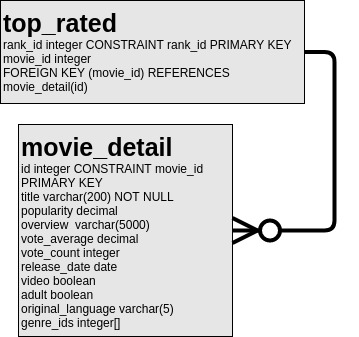 top_rated
rank_id integer CONSTRAINT rank_id PRIMARY KEY
movie_id integer
FOREIGN KEY (movie_id) REFERENCES
movie_detail(id)
movie_detail
id integer CONSTRAINT movie_id
PRIMARY KEY
title varchar(200) NOT NULL
popularity decimal
overview varchar(5000)
vote_average decimal
vote_count integer
release_date date
video boolean
adult boolean
original_language varchar(5)
genre_ids integer[]